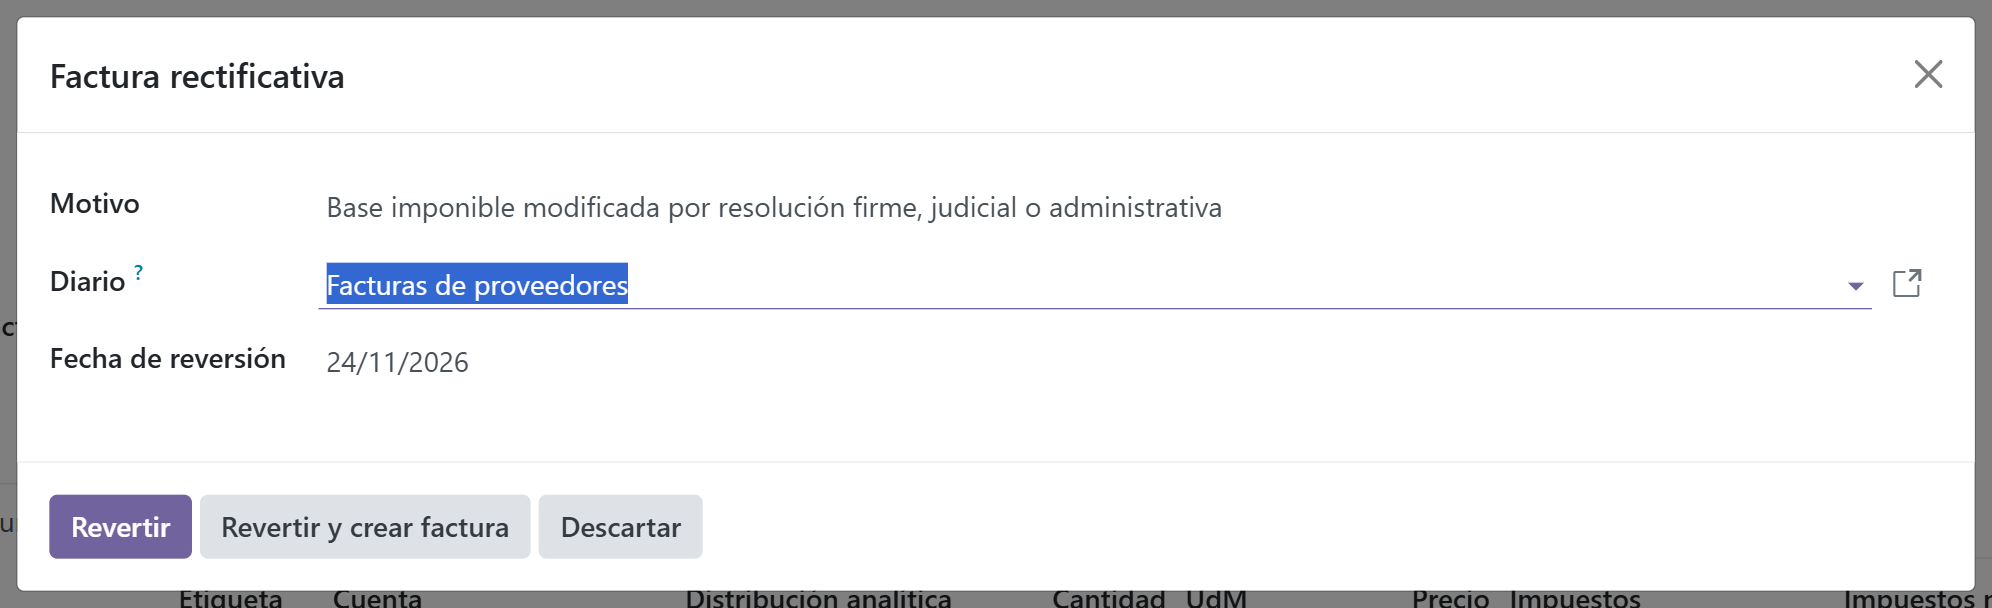 Factura rectificativa
Motivo
Base imponible modificada por resolución firme, judicial o administrativa
Diario ?
Facturas de proveedores
Fecha de reversión
24/11/2026
Revertir
Revertir y crear factura
Descartar
Etiqueta Cuenta Distribución analítica Cantidad UdM Precio Impuestos Impuestos